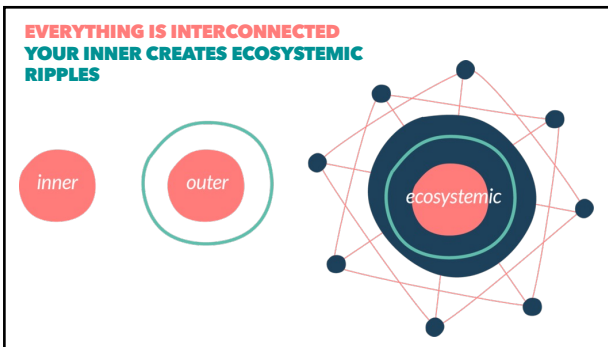 EVERYTHING IS INTERCONNECTED
YOUR INNER CREATES ECOSYSTEMIC
RIPPLES
inner
outer
ecosystemic